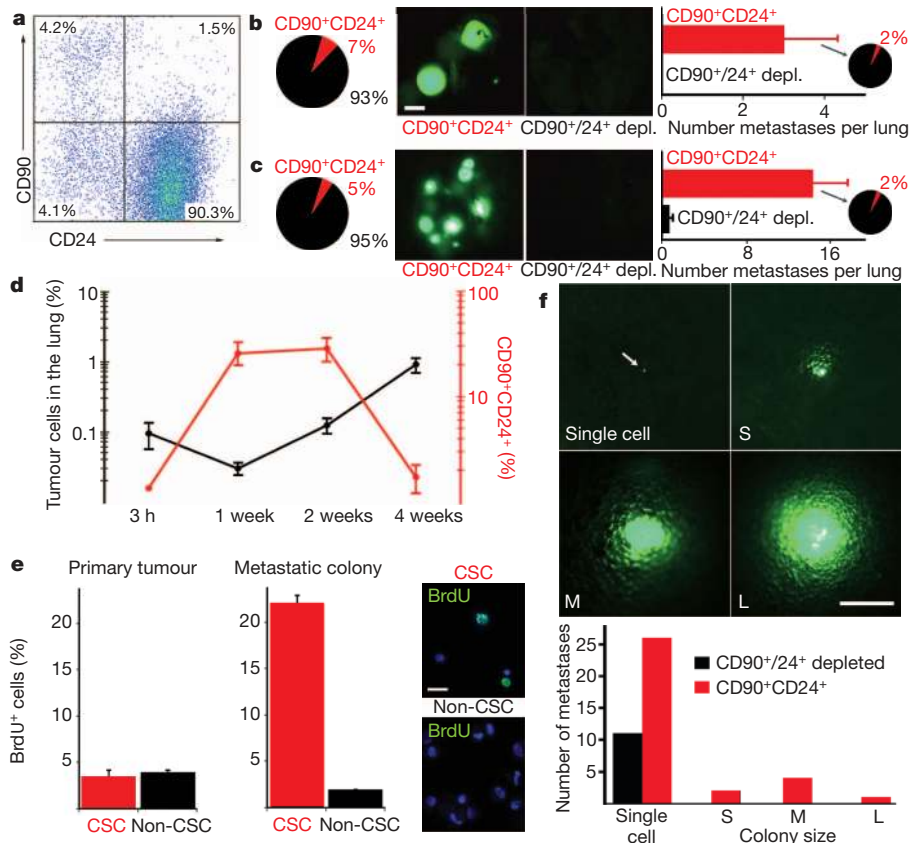 a
4.2%
1.5%
CD90
4.1%
90.3%
CD24
b
CD90⁺CD24⁺
7%
93%
CD90⁺CD24⁺
CD90⁺/24⁺ depl.
CD90⁺CD24⁺
2%
CD90⁺/24⁺ depl.
0
2
4
Number metastases per lung
c
CD90⁺CD24⁺
5%
95%
CD90⁺CD24⁺
CD90⁺/24⁺ depl.
CD90⁺CD24⁺
2%
CD90⁺/24⁺ depl.
0
8
16
Number metastases per lung
d
Tumour cells in the lung (%)
10
1
0.1
100
10
CD90⁺CD24⁺ (%)
3 h
1 week
2 weeks
4 weeks
e
Primary tumour
Metastatic colony
BrdU⁺ cells (%)
20
15
10
5
CSC
Non-CSC
20
15
10
5
CSC
Non-CSC
CSC
BrdU
Non-CSC
BrdU
f
Single cell
S
M
L
Number of metastases
25
20
15
10
5
CD90⁺/24⁺ depleted
CD90⁺CD24⁺
Single
cell
S
M
L
Colony size